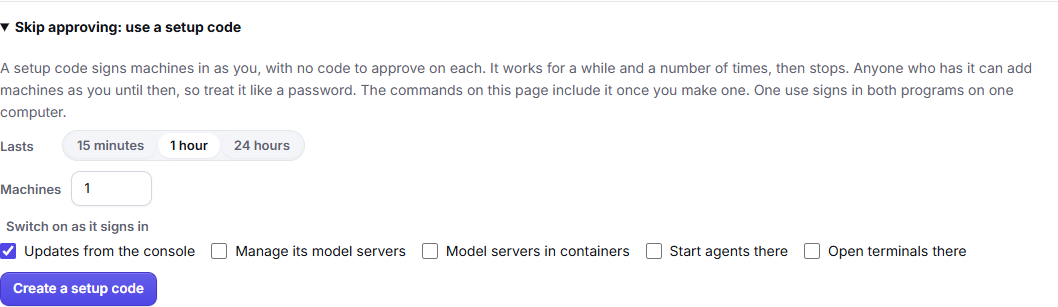 ▼ Skip approving: use a setup code
A setup code signs machines in as you, with no code to approve on each. It works for a while and a number of times, then stops. Anyone who has it can add
machines as you until then, so treat it like a password. The commands on this page include it once you make one. One use signs in both programs on one
computer.
Lasts 15 minutes 1 hour 24 hours
Machines 1
Switch on as it signs in
Updates from the console Manage its model servers Model servers in containers Start agents there Open terminals there
Create a setup code